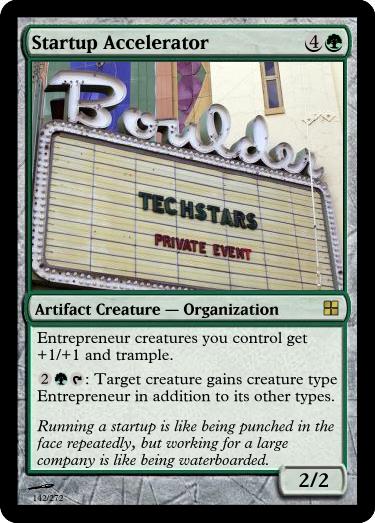 Startup Accelerator 4
Boulder
TECHSTARS
PRIVATE EVENT
Artifact Creature — Organization
Entrepreneur creatures you control get
+1/+1 and trample.
2 : Target creature gains creature type
Entrepreneur in addition to its other types.
Running a startup is like being punched in the
face repeatedly, but working for a large
company is like being waterboarded.
2/2
142/272